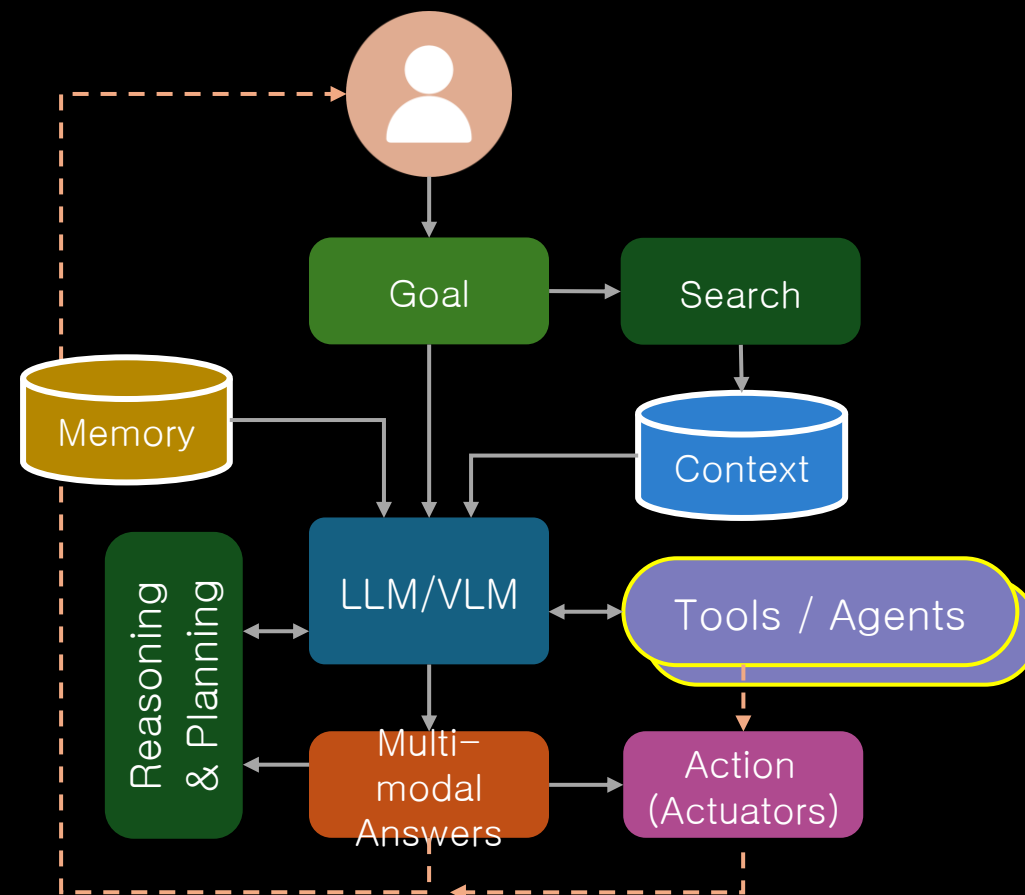 Goal
Search
Memory
Context
LLM/VLM
Reasoning
& Planning
Tools / Agents
Multi-
modal
Answers
Action
(Actuators)